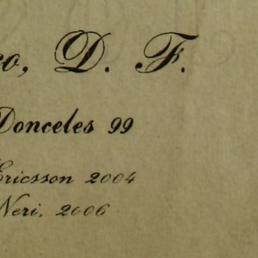 co, D. F.
Donceles 99
Ericsson 2004
Neri, 2006